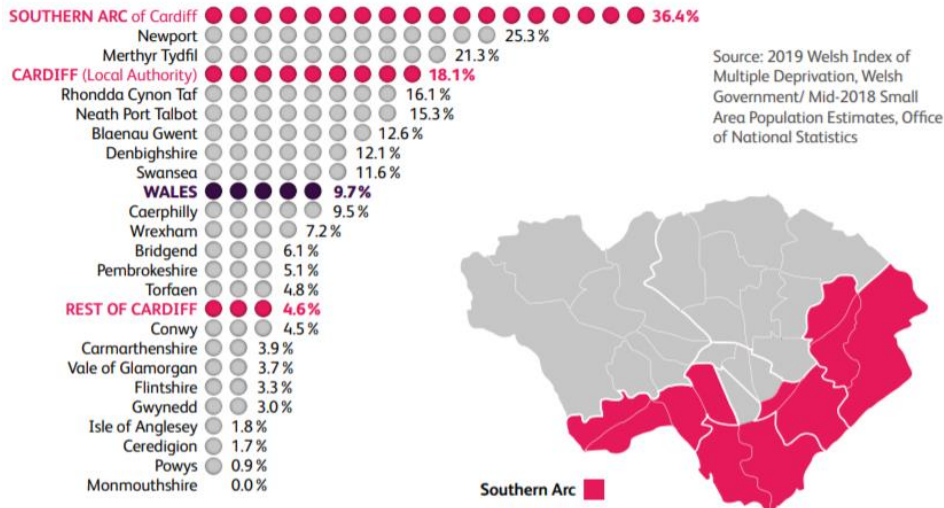 SOUTHERN ARC of Cardiff 36.4%
Newport 25.3%
Merthyr Tydfil 21.3%
CARDIFF (Local Authority) 18.1%
Rhondda Cynon Taf 16.1%
Neath Port Talbot 15.3%
Blaenau Gwent 12.6%
Denbighshire 12.1%
Swansea 11.6%
WALES 9.7%
Caerphilly 9.5%
Wrexham 7.2%
Bridgend 6.1%
Pembrokeshire 5.1%
Torfaen 4.8%
REST OF CARDIFF 4.6%
Conwy 4.5%
Carmarthenshire 3.9%
Vale of Glamorgan 3.7%
Flintshire 3.3%
Gwynedd 3.0%
Isle of Anglesey 1.8%
Ceredigion 1.7%
Powys 0.9%
Monmouthshire 0.0%
Source: 2019 Welsh Index of
Multiple Deprivation, Welsh
Government/ Mid-2018 Small
Area Population Estimates, Office
of National Statistics
Southern Arc